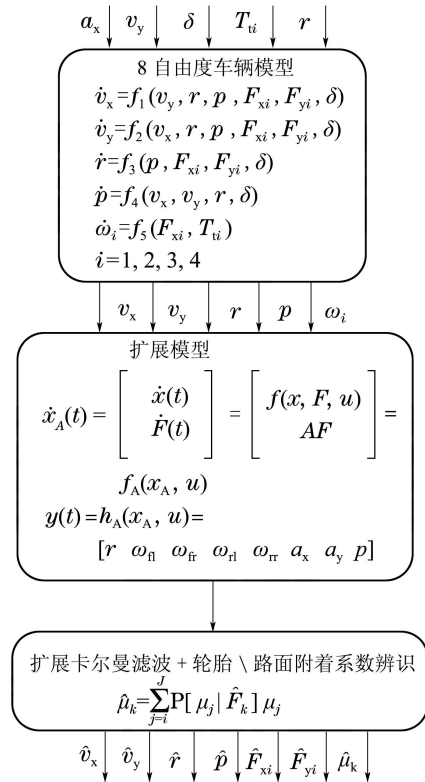 a_x v_y δ T_ti r
8 自由度车辆模型
v̇_x=f_1(v_y, r, p, F_xi, F_yi, δ)
v̇_y=f_2(v_x, r, p, F_xi, F_yi, δ)
ṙ=f_3(p, F_xi, F_yi, δ)
ṗ=f_4(v_x, v_y, r, δ)
ω̇_i=f_5(F_xi, T_ti)
i=1, 2, 3, 4
v_x v_y r p ω_i
扩展模型
ẋ_A(t) = [ẋ(t) Ḟ(t)] = [f(x, F, u) AF] =
f_A(x_A, u)
y(t)=h_A(x_A, u)=
[r ω_fl ω_fr ω_rl ω_rr a_x a_y p]
扩展卡尔曼滤波 + 轮胎 \ 路面附着系数辨识
μ̂_k=∑_{j=i}^{J} P[μ_j | F̂_k] μ_j
v̂_x v̂_y r̂ p̂ F̂_xi F̂_yi μ̂_k